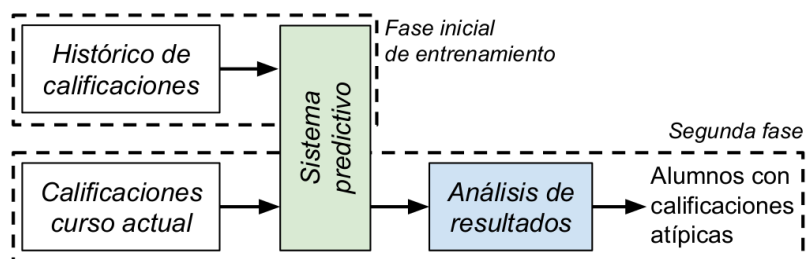 Histórico de
calificaciones
Sistema
predictivo
Fase inicial
de entrenamiento
Segunda fase
Calificaciones
curso actual
Análisis de
resultados
Alumnos con
calificaciones
atípicas